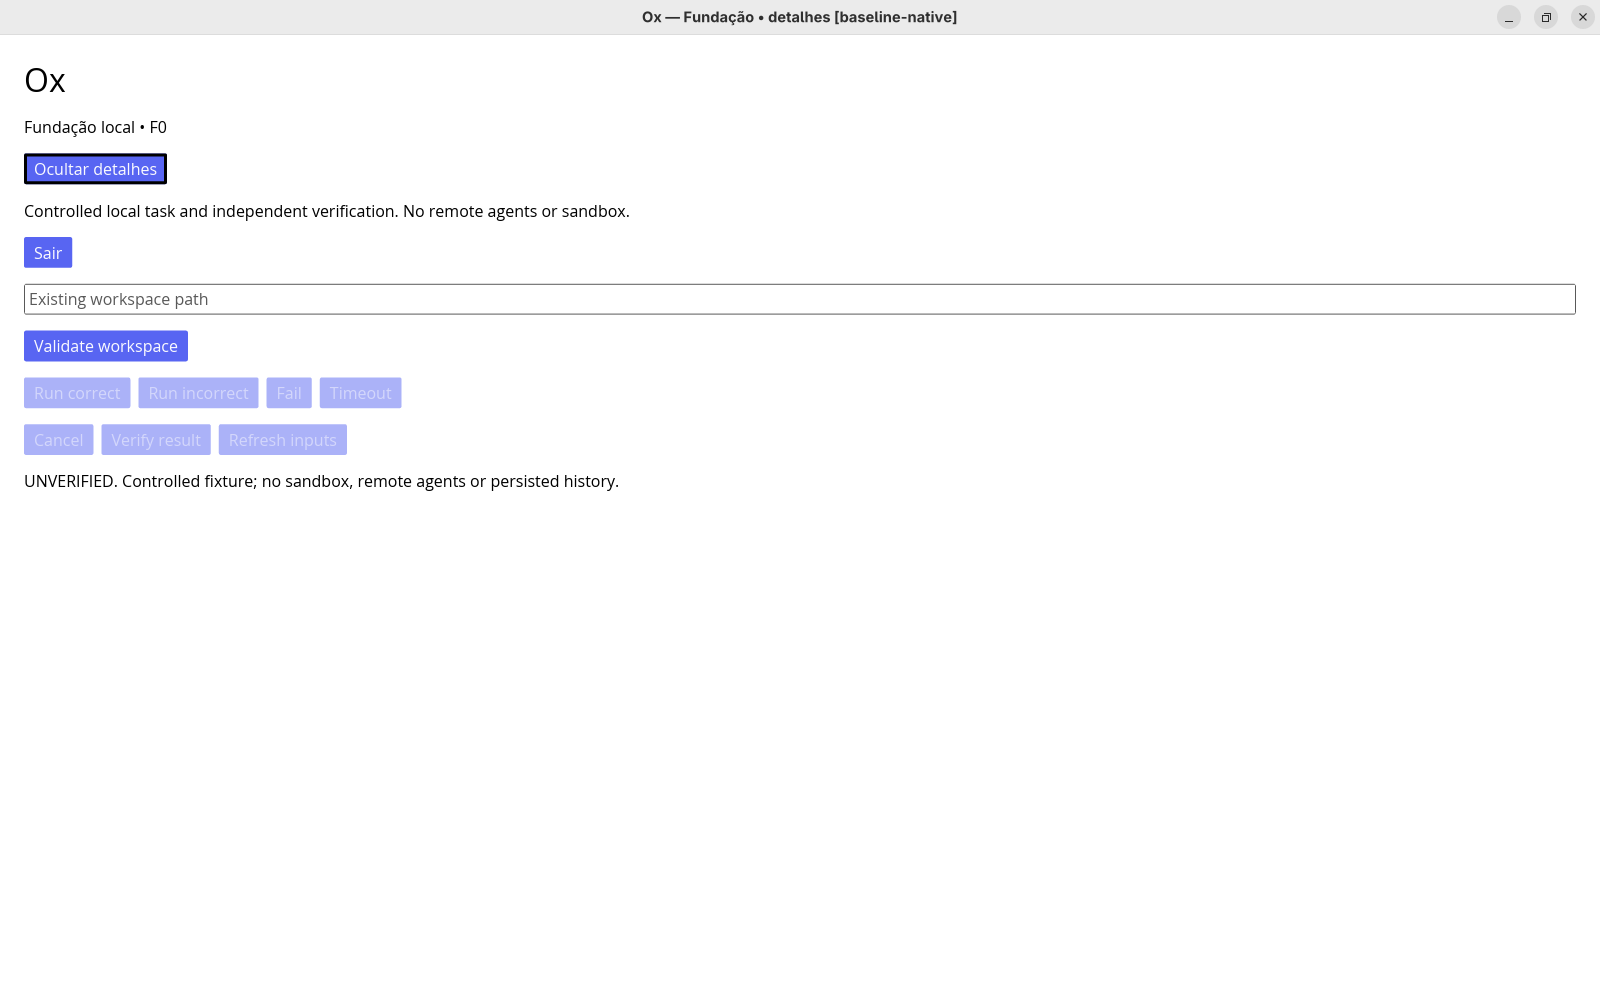 Ox — Fundação • detalhes [baseline-native]
Ox
Fundação local • F0
Ocultar detalhes
Controlled local task and independent verification. No remote agents or sandbox.
Sair
Existing workspace path
Validate workspace
Run correct Run incorrect Fail Timeout
Cancel Verify result Refresh inputs
UNVERIFIED. Controlled fixture; no sandbox, remote agents or persisted history.